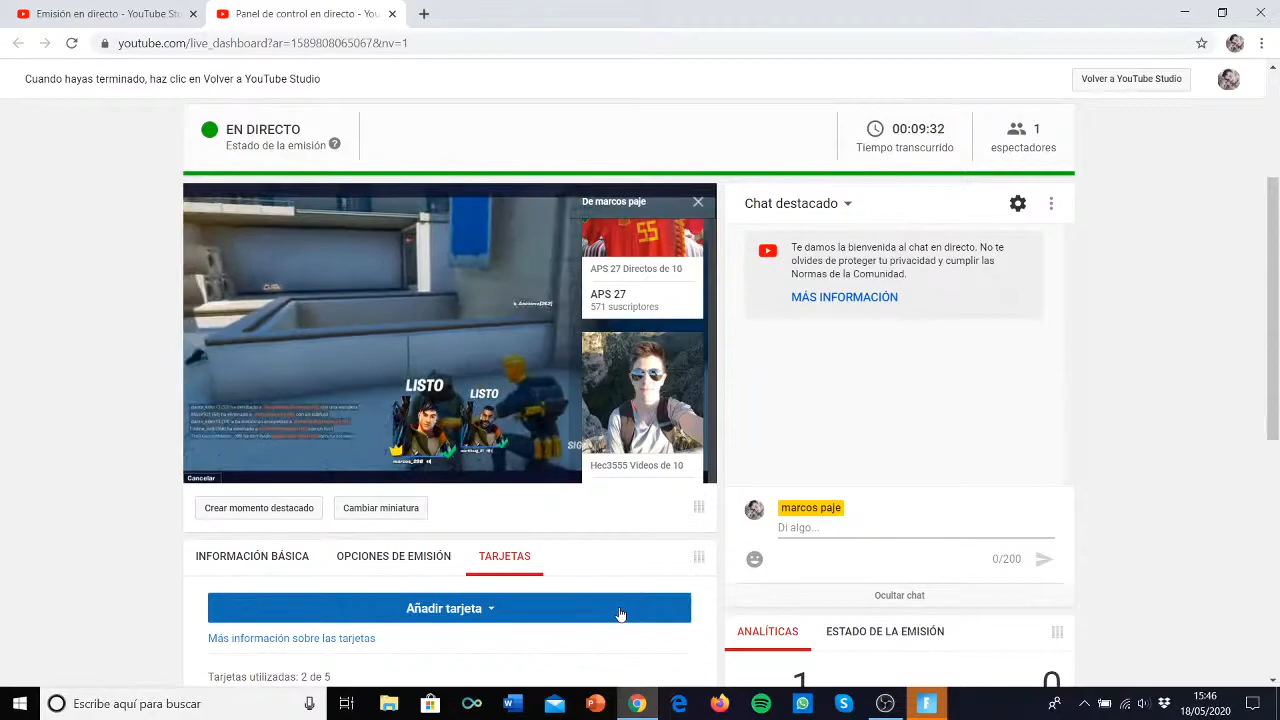 Emisión en directo - YouTube St
Panel de control en directo - You
youtube.com/live_dashboard?ar=1589808065067&nv=1
Cuando hayas terminado, haz clic en Volver a YouTube Studio
Volver a YouTube Studio
EN DIRECTO
Estado de la emisión
00:09:32
Tiempo transcurrido
1
espectadores
De marcos paje
55
APS 27 Directos de 10
APS 27
571 suscriptores
Hec3555 Videos de 10
LISTO
LISTO
SIG
marcos_298
Cancelar
Chat destacado
Te damos la bienvenida al chat en directo. No te
olvides de proteger tu privacidad y cumplir las
Normas de la Comunidad.
MÁS INFORMACIÓN
Crear momento destacado
Cambiar miniatura
marcos paje
Di algo...
0/200
Ocultar chat
INFORMACIÓN BÁSICA
OPCIONES DE EMISIÓN
TARJETAS
Añadir tarjeta
Más información sobre las tarjetas
Tarjetas utilizadas: 2 de 5
ANALÍTICAS
ESTADO DE LA EMISIÓN
1
0
Escribe aquí para buscar
15:46
18/05/2020